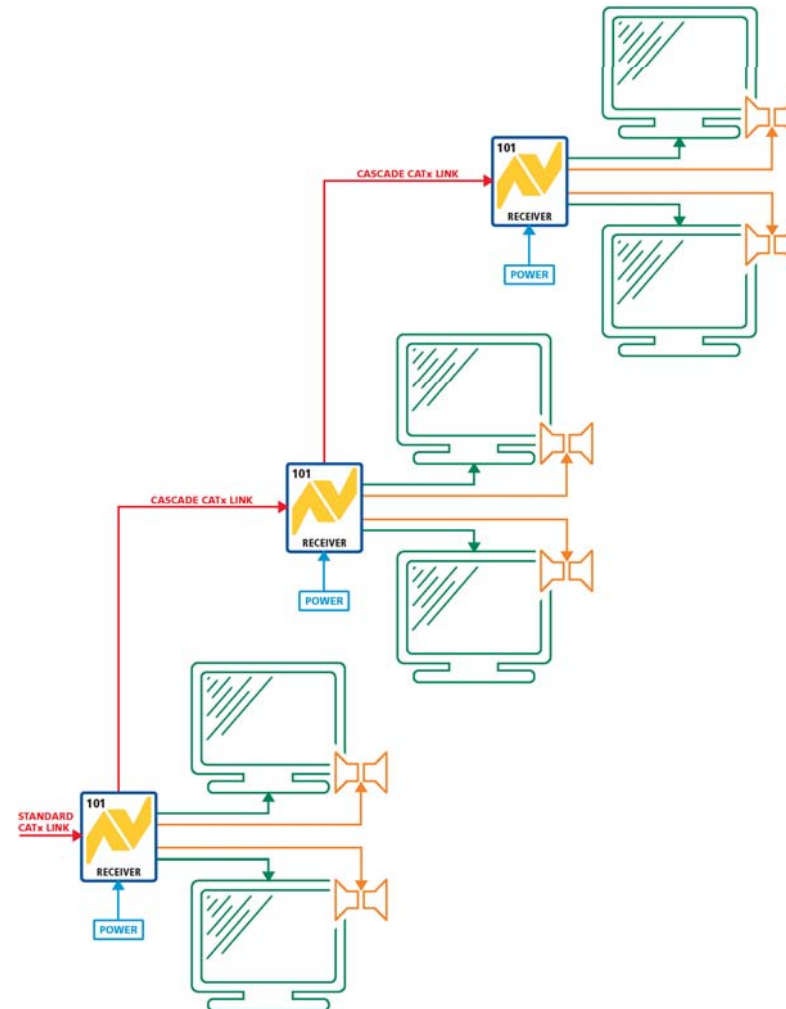 101
CASCADE CATx LINK
RECEIVER
POWER
101
CASCADE CATx LINK
RECEIVER
POWER
101
STANDARD
CATx LINK
RECEIVER
POWER